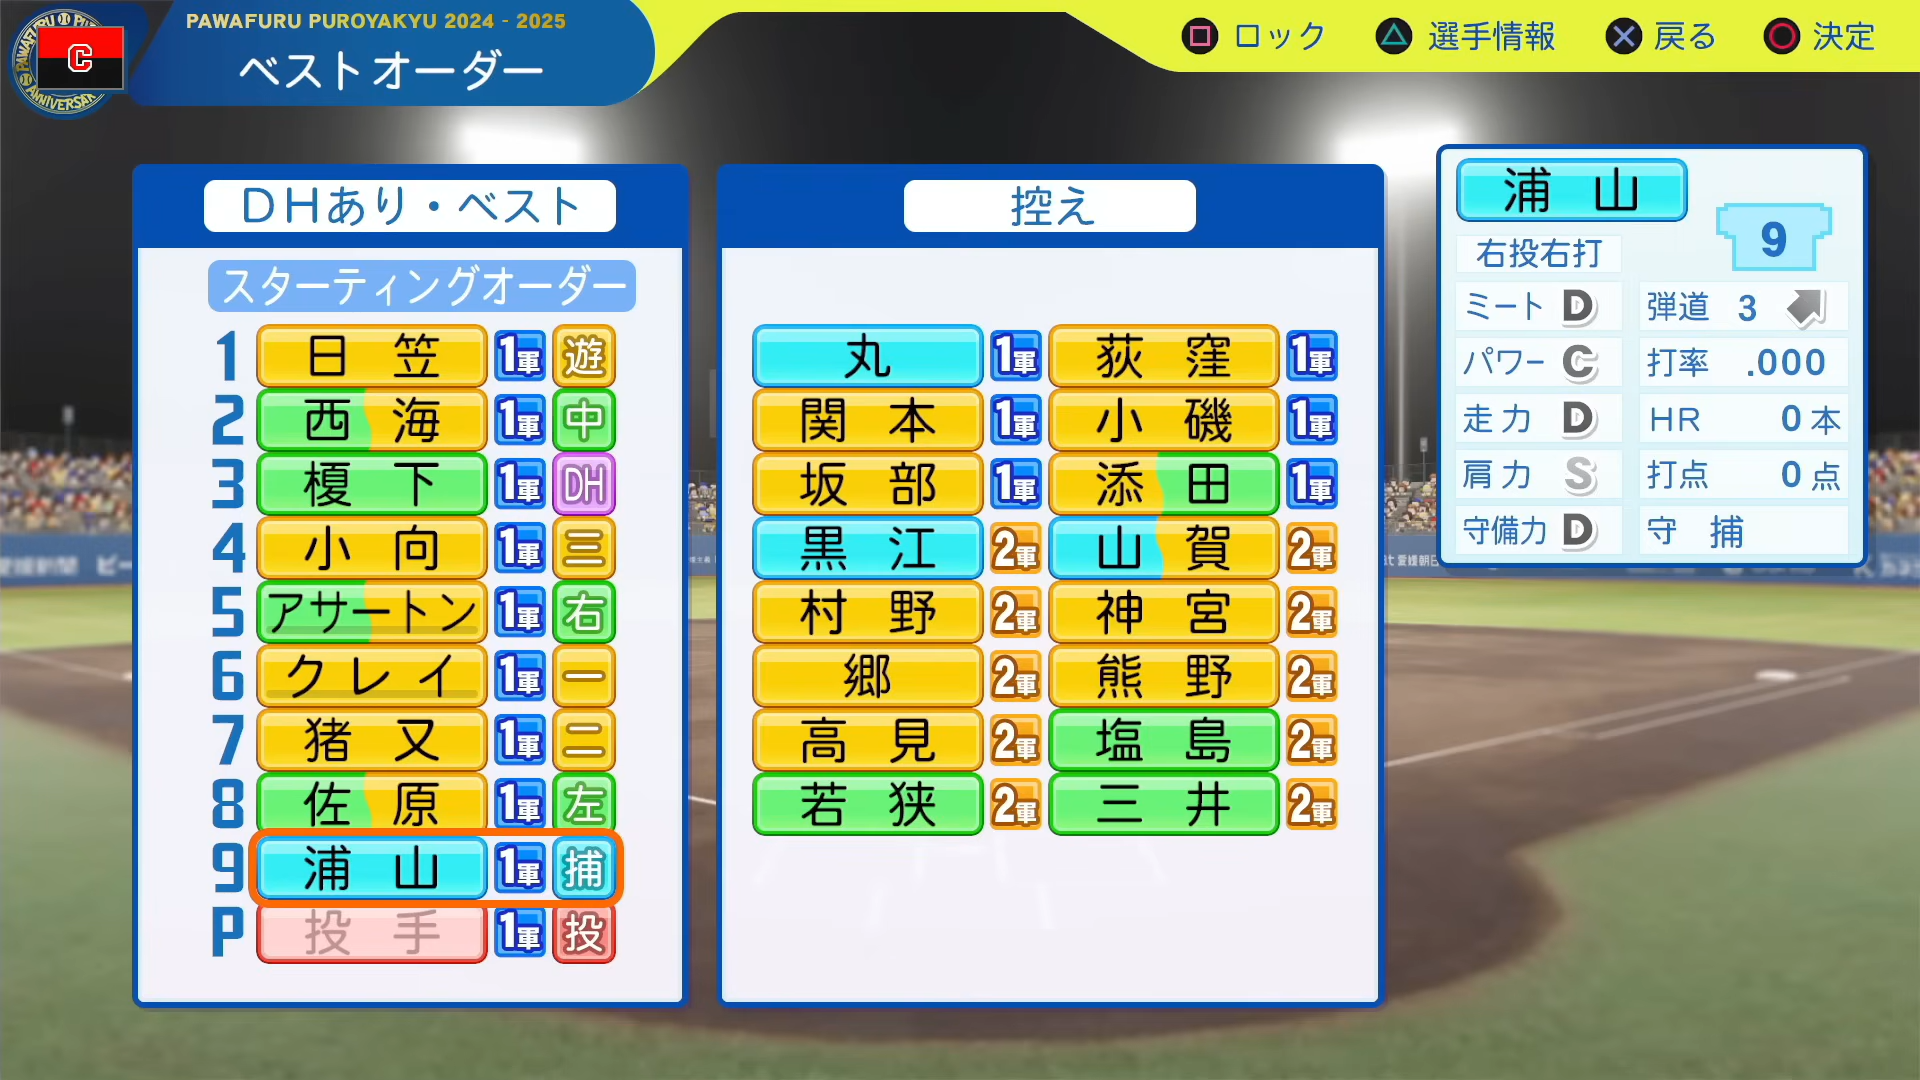 PAWAFURU PUROYAKYU 2024 - 2025
ベストオーダー
C
ロック
選手情報
戻る
決定
DHあり・ベスト
スターティングオーダー
1 日笠 1軍 遊
2 西海 1軍 中
3 榎下 1軍 DH
4 小向 1軍 三
5 アサートン 1軍 右
6 クレイ 1軍 一
7 猪又 1軍 二
8 佐原 1軍 左
9 浦山 1軍 捕
P 投手 1軍 投
控え
丸 1軍 荻窪 1軍
関本 1軍 小磯 1軍
坂部 1軍 添田 1軍
黒江 2軍 山賀 2軍
村野 2軍 神宮 2軍
郷 2軍 熊野 2軍
高見 2軍 塩島 2軍
若狭 2軍 三井 2軍
浦山
9
右投右打
ミート D 弾道 3
パワー C 打率 .000
走力 D HR 0本
肩力 S 打点 0点
守備力 D 守 捕